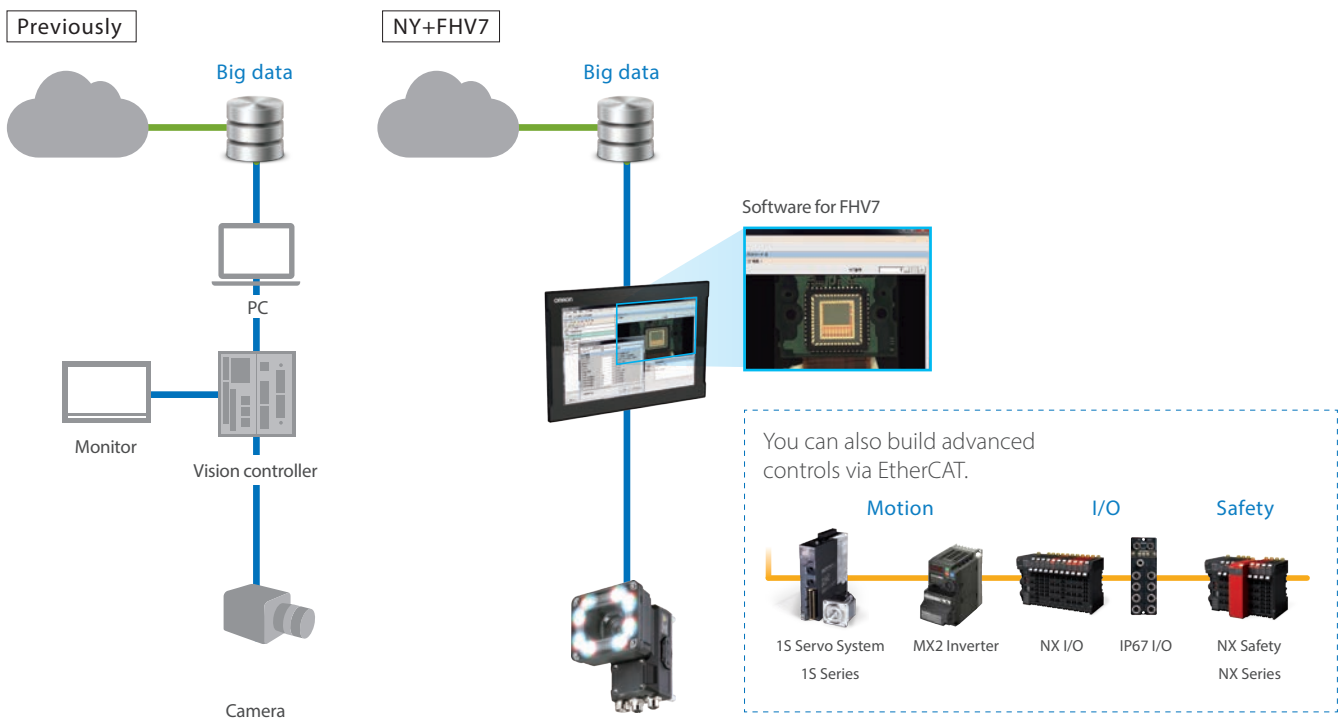 Previously
Big data
PC
Monitor
Vision controller
Camera
NY+FHV7
Big data
Software for FHV7
OMRON
You can also build advanced
controls via EtherCAT.
Motion
I/O
Safety
1S Servo System
1S Series
MX2 Inverter
NX I/O
IP67 I/O
NX Safety
NX Series